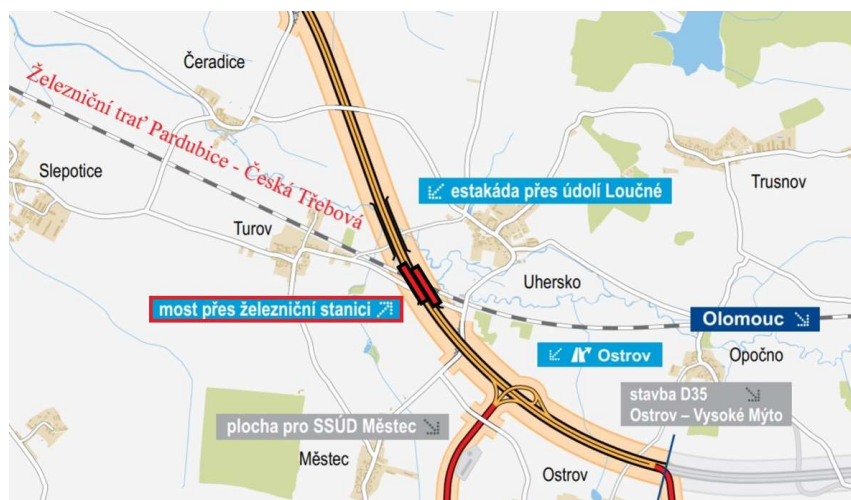 Čeradice
Železniční trať Pardubice - Česká Třebová
Slepotice
Trusnov
estakáda přes údolí Loučné
Turov
Uhersko
most přes železniční stanici
Olomouc
Ostrov
Opočno
stavba D35
Ostrov – Vysoké Mýto
plocha pro SSÚD Městec
Městec
Ostrov